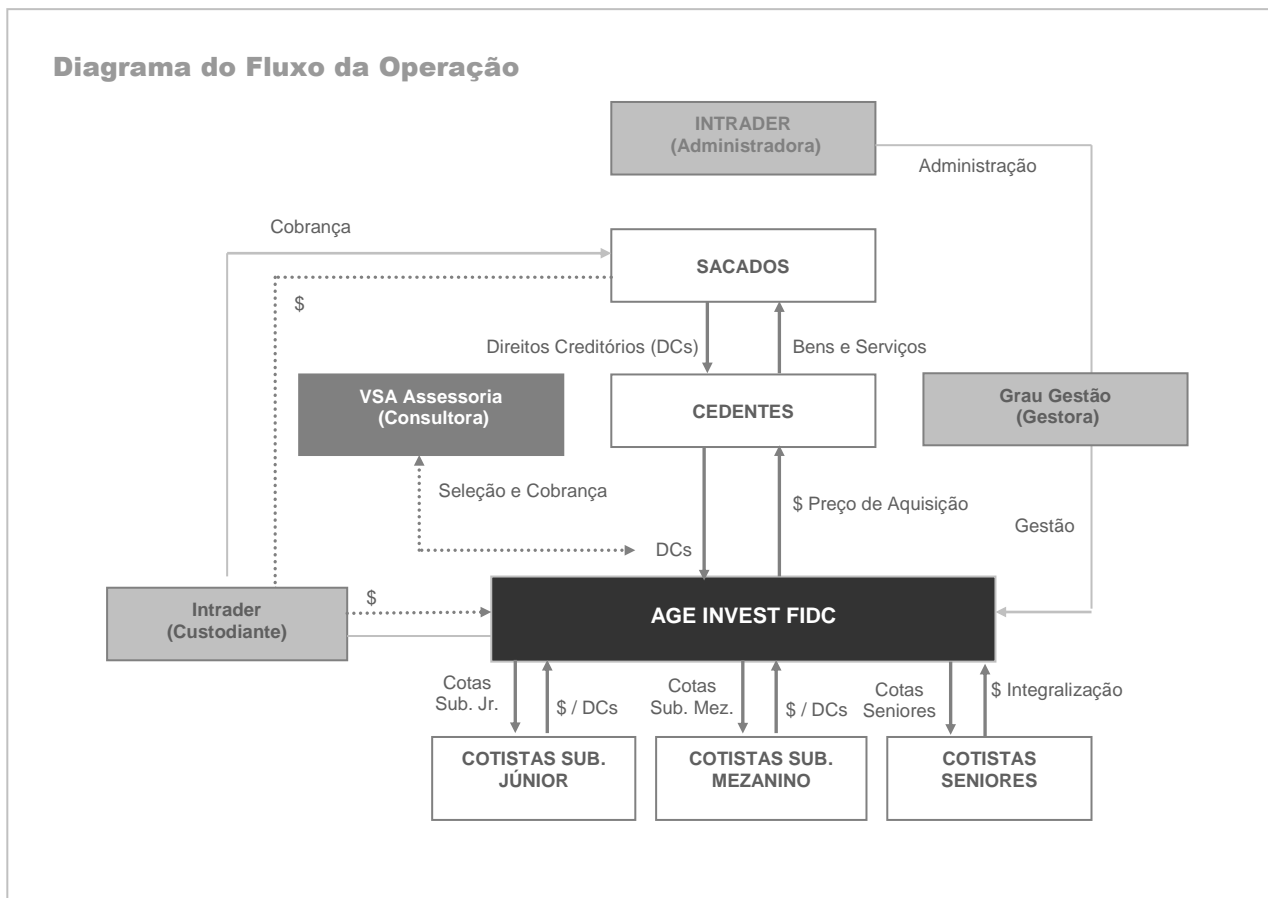 Diagrama do Fluxo da Operação
INTRADER
(Administradora)
Administração
Cobrança
SACADOS
$
Direitos Creditórios (DCs)
Bens e Serviços
VSA Assessoria
(Consultora)
CEDENTES
Grau Gestão
(Gestora)
Seleção e Cobrança
$ Preço de Aquisição
Gestão
DCs
Intrader
(Custodiante)
$
AGE INVEST FIDC
Cotas
Sub. Jr.
$ / DCs
Cotas
Sub. Mez.
$ / DCs
Cotas
Seniores
$ Integralização
COTISTAS SUB.
JÚNIOR
COTISTAS SUB.
MEZANINO
COTISTAS
SENIORES